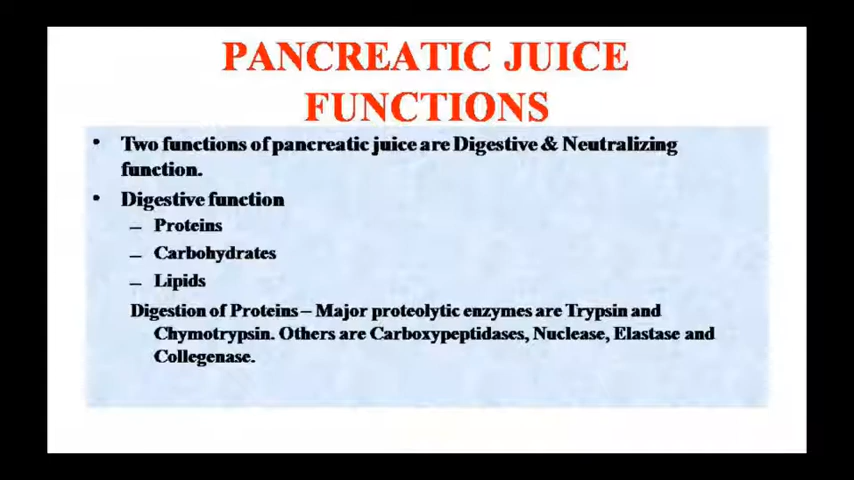 PANCREATIC JUICE
FUNCTIONS
• Two functions of pancreatic juice are Digestive & Neutralizing
function.
• Digestive function
– Proteins
– Carbohydrates
– Lipids
Digestion of Proteins – Major proteolytic enzymes are Trypsin and
Chymotrypsin. Others are Carboxypeptidases, Nuclease, Elastase and
Collegenase.